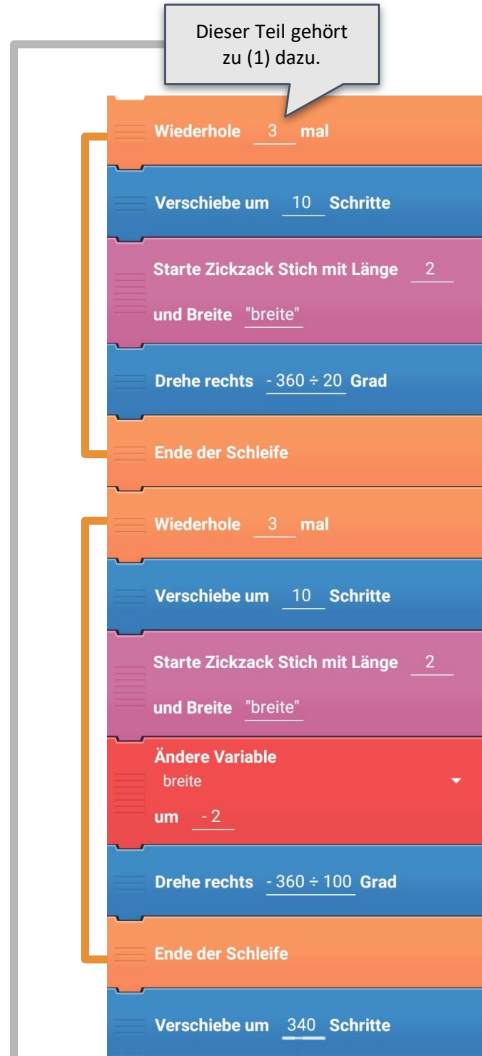 Dieser Teil gehört
zu (1) dazu.
Wiederhole 3 mal
Verschiebe um 10 Schritte
Starte Zickzack Stich mit Länge 2
und Breite "breite"
Drehe rechts - 360 ÷ 20 Grad
Ende der Schleife
Wiederhole 3 mal
Verschiebe um 10 Schritte
Starte Zickzack Stich mit Länge 2
und Breite "breite"
Ändere Variable
breite
um - 2
Drehe rechts - 360 ÷ 100 Grad
Ende der Schleife
Verschiebe um 340 Schritte